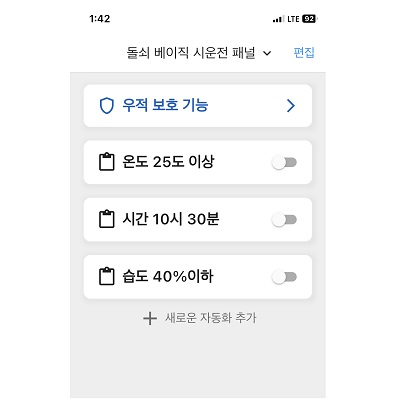 1:42 LTE 92
돌쇠 베이직 시운전 패널 편집
우적 보호 기능
온도 25도 이상
시간 10시 30분
습도 40%이하
새로운 자동화 추가